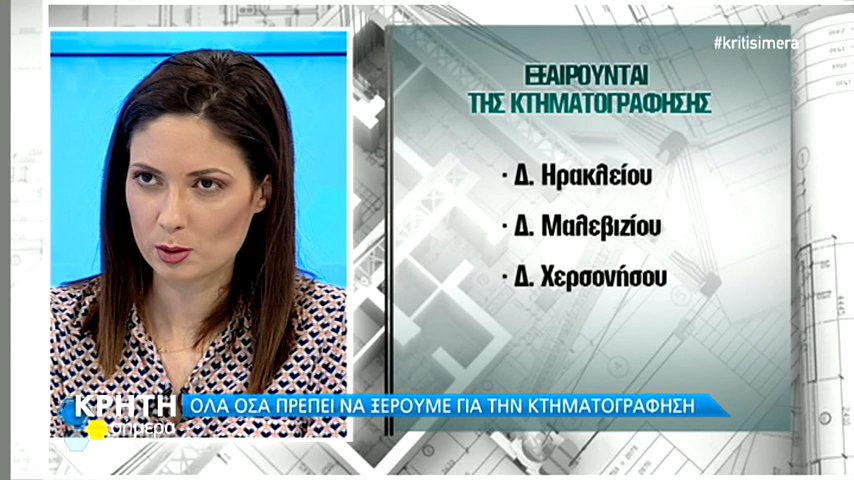 #kritisimera
ΕΞΑΙΡΟΥΝΤΑΙ
ΤΗΣ ΚΤΗΜΑΤΟΓΡΑΦΗΣΗΣ
· Δ. Ηρακλείου
· Δ. Μαλεβιζίου
· Δ. Χερσονήσου
ΚΡΗΤΗ
σήμερα
ΟΛΑ ΟΣΑ ΠΡΕΠΕΙ ΝΑ ΞΕΡΟΥΜΕ ΓΙΑ ΤΗΝ ΚΤΗΜΑΤΟΓΡΑΦΗΣΗ